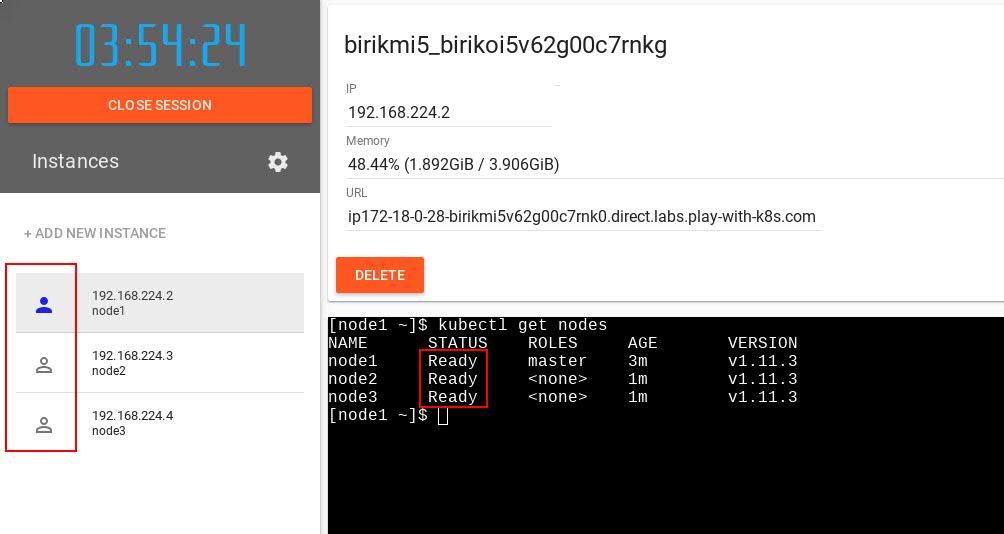 03:54:24
CLOSE SESSION
Instances
+ ADD NEW INSTANCE
192.168.224.2
node1
192.168.224.3
node2
192.168.224.4
node3
birikmi5_birikoi5v62g00c7rnkg
IP
192.168.224.2
Memory
48.44% (1.892GiB / 3.906GiB)
URL
ip172-18-0-28-birikmi5v62g00c7rnk0.direct.labs.play-with-k8s.com
DELETE
[node1 ~]$ kubectl get nodes
NAME STATUS ROLES AGE VERSION
node1 Ready master 3m v1.11.3
node2 Ready <none> 1m v1.11.3
node3 Ready <none> 1m v1.11.3
[node1 ~]$